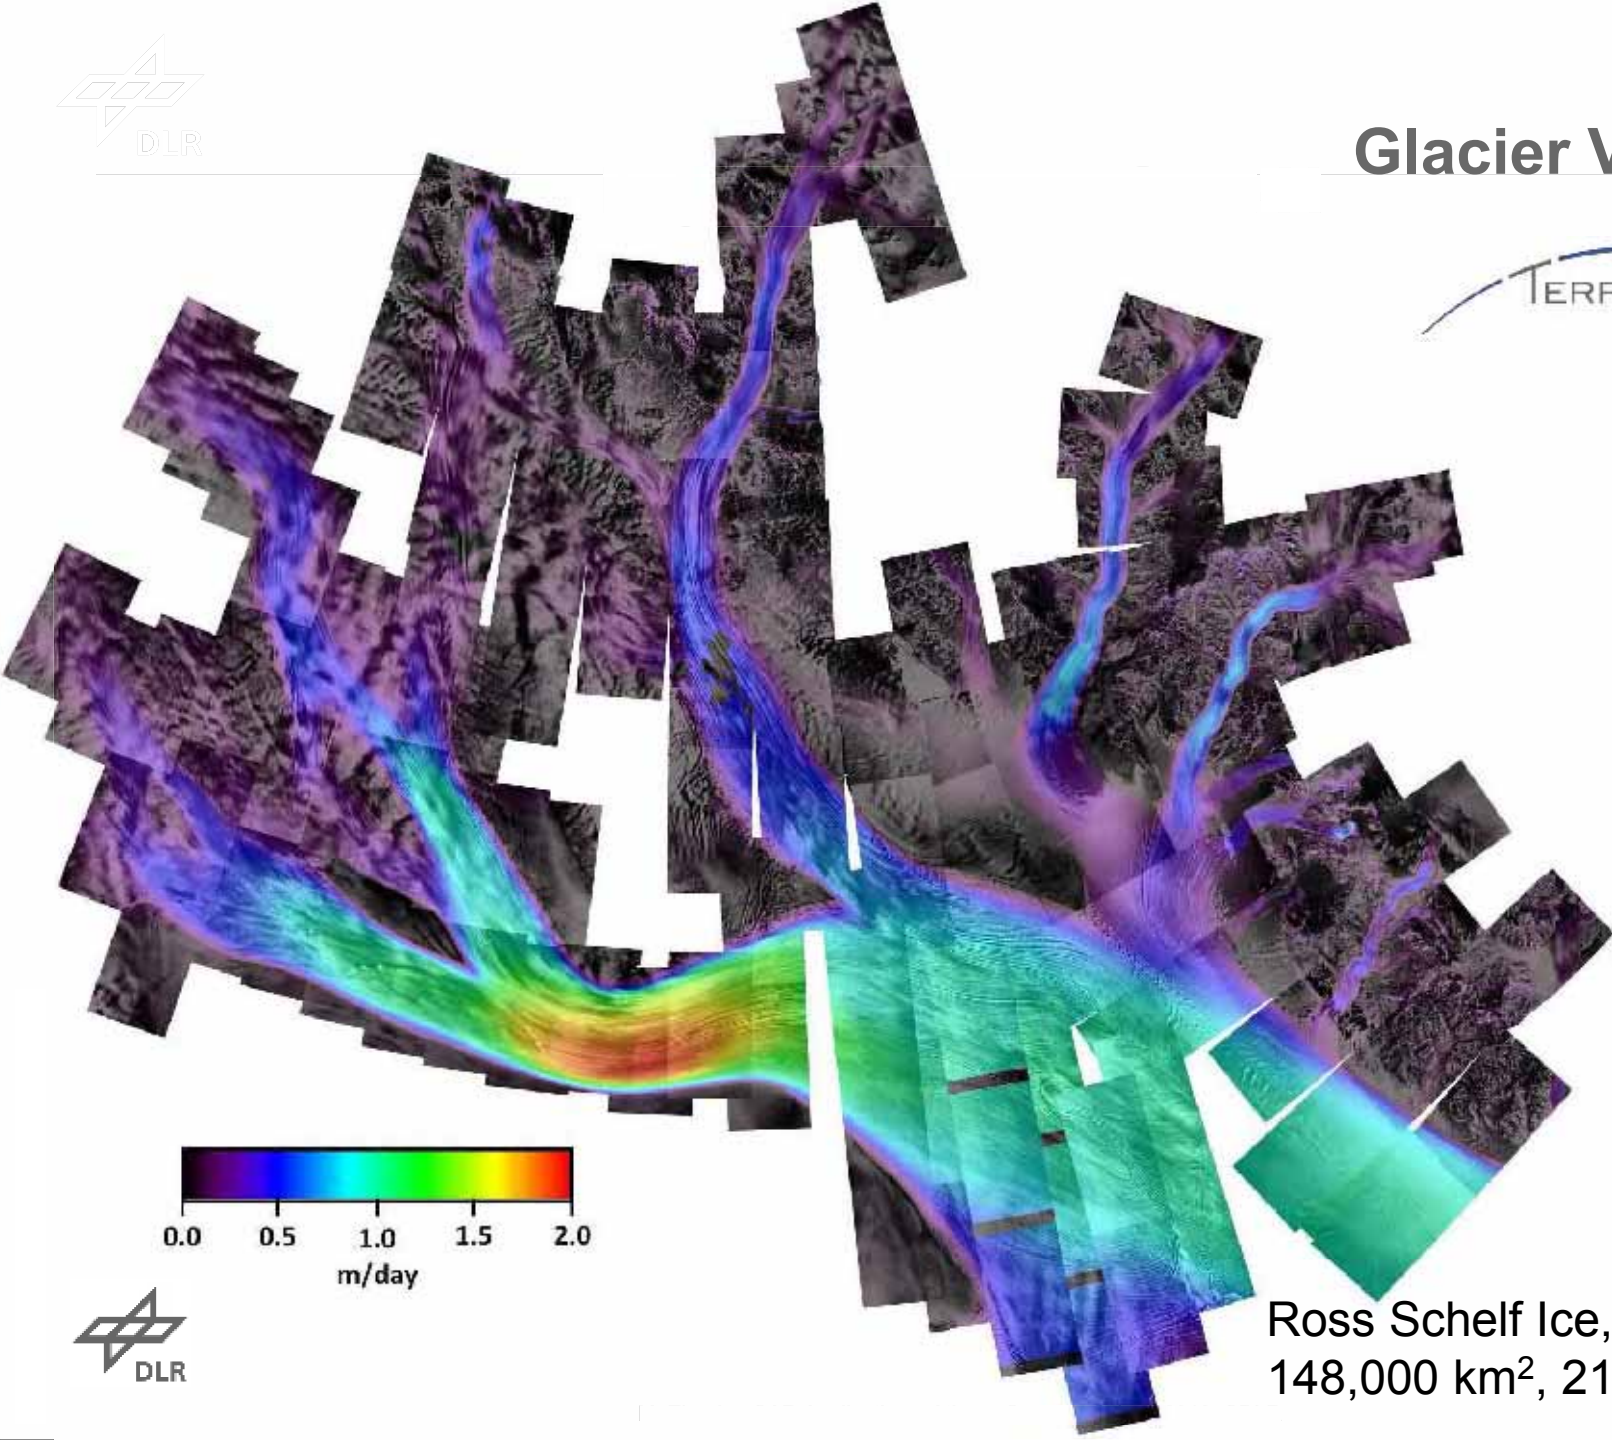 DLR
Glacier V
TERR
0.0 0.5 1.0 1.5 2.0
m/day
DLR
Ross Schelf Ice,
148,000 km², 21